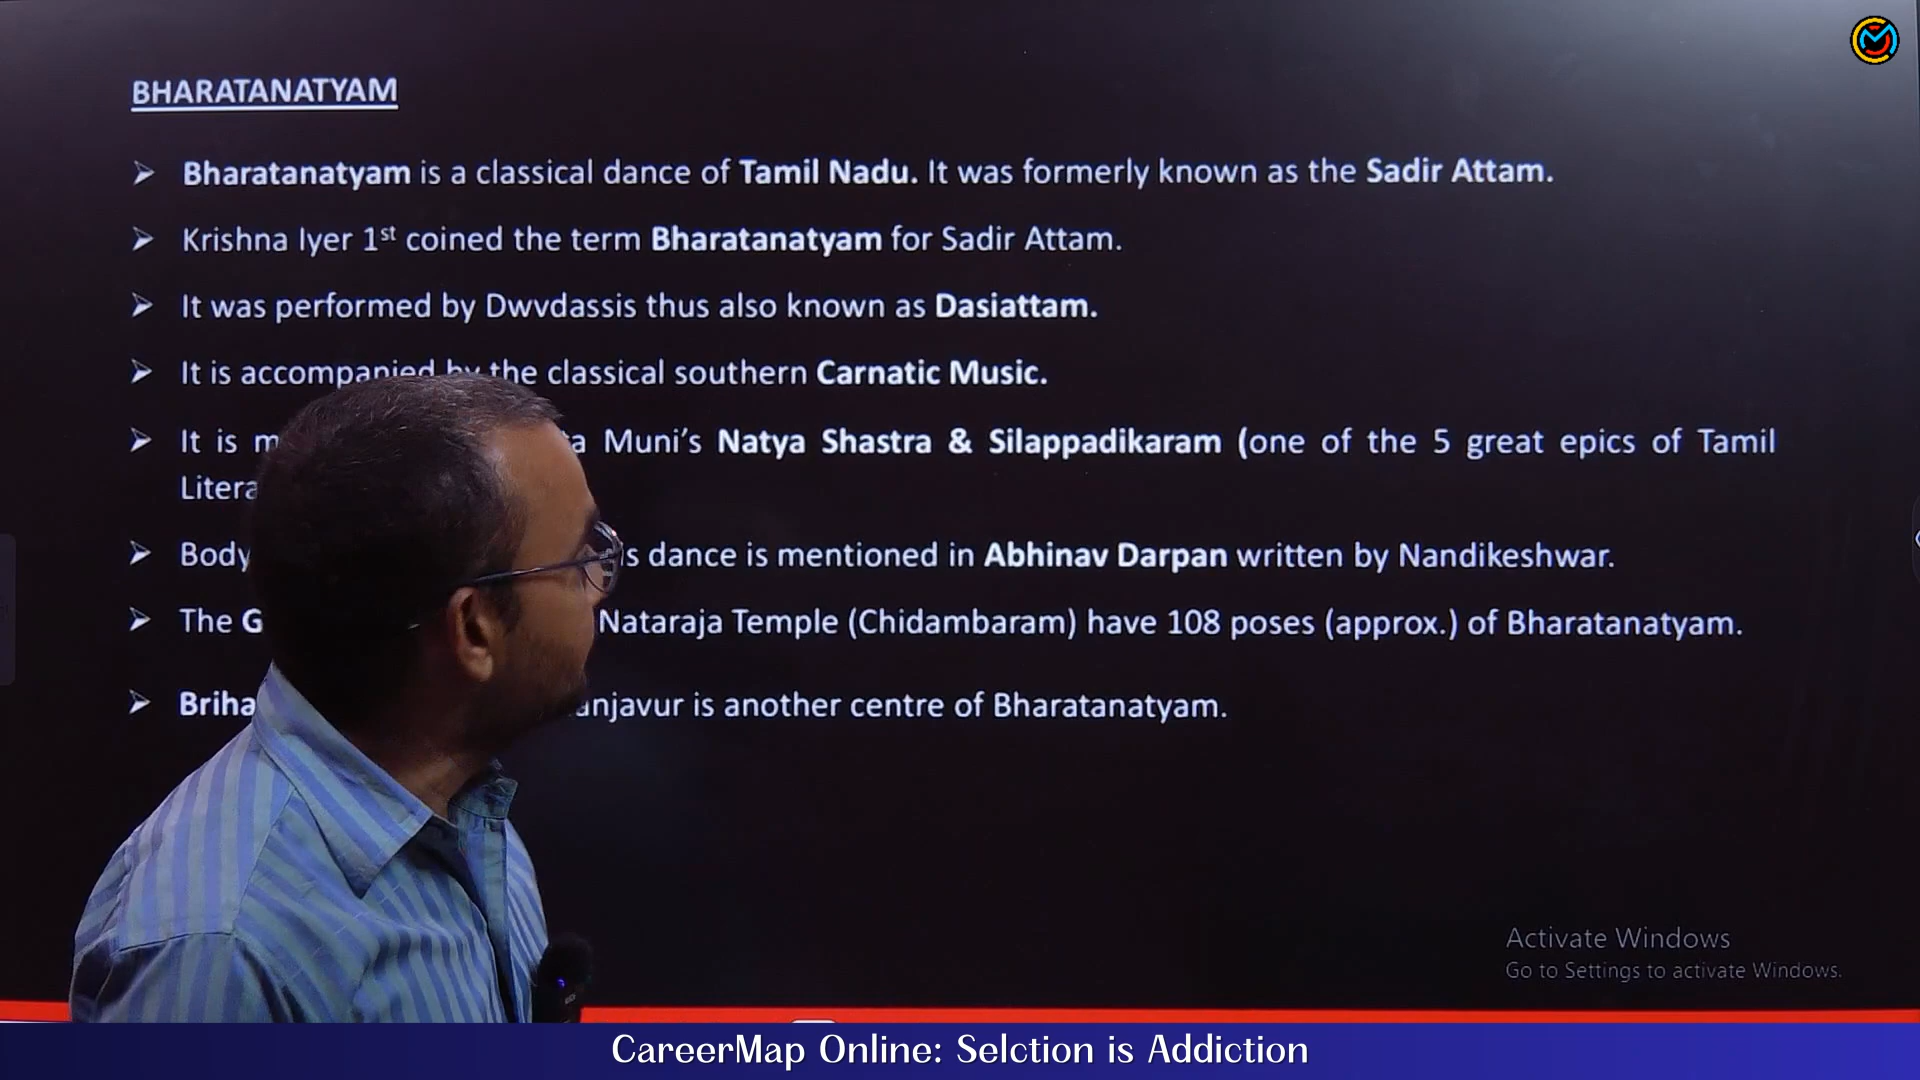 BHARATANATYAM
➢ Bharatanatyam is a classical dance of Tamil Nadu. It was formerly known as the Sadir Attam.
➢ Krishna Iyer 1st coined the term Bharatanatyam for Sadir Attam.
➢ It was performed by Dwvdassis thus also known as Dasiattam.
➢ It is accompanied by the classical southern Carnatic Music.
➢ It is Muni's Natya Shastra & Silappadikaram (one of the 5 great epics of Tamil
➢ Body dance is mentioned in Abhinav Darpan written by Nandikeshwar.
➢ The Nataraja Temple (Chidambaram) have 108 poses (approx.) of Bharatanatyam.
➢ is another centre of Bharatanatyam.
Activate Windows
Go to Settings to activate Windows.
CareerMap Online: Selction is Addiction